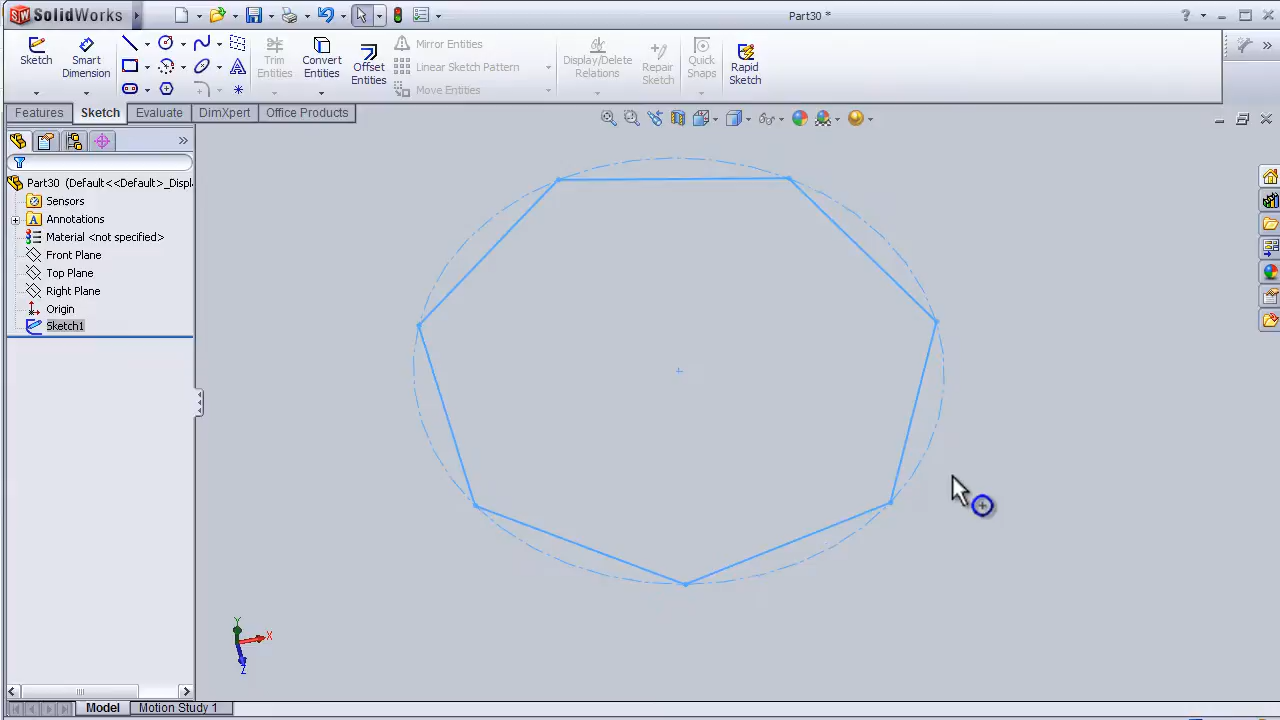 SW SolidWorks
Part30 *
?
Sketch
Smart Dimension
Trim Entities
Convert Entities
Offset Entities
Mirror Entities
Linear Sketch Pattern
Move Entities
Display/Delete Relations
Repair Sketch
Quick Snaps
Rapid Sketch
Features
Sketch
Evaluate
DimXpert
Office Products
Part30 (Default<<Default>_Displ
Sensors
Annotations
Material <not specified>
Front Plane
Top Plane
Right Plane
Origin
Sketch1
Y
X
Z
Model
Motion Study 1